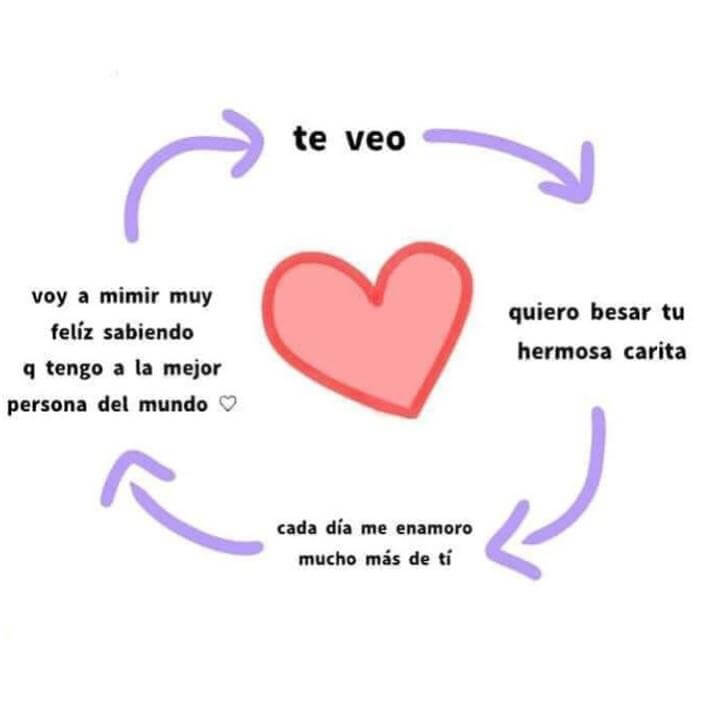 te veo
quiero besar tu
hermosa carita
cada día me enamoro
mucho más de tí
voy a mimir muy
felíz sabiendo
q tengo a la mejor
persona del mundo ♡